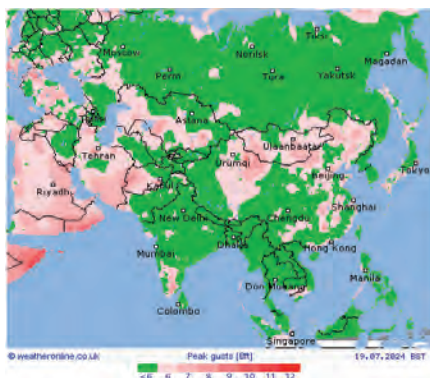 Tiksi
Moscow
Norilsk
Magadan
Perm
Tura
Yakutsk
Astana
Ulaanbaatar
Tehran
Urumqi
Beijing
Tokyo
Kabul
Riyadh
Shanghai
New Delhi
Chengdu
Dhaka
Hong Kong
Mumbai
Manila
Don Mueang
Colombo
Singapore
© weatheronline.co.uk Peak gusts [Bft] 19.07.2024 BST
<6 6 7 8 9 10 11 12